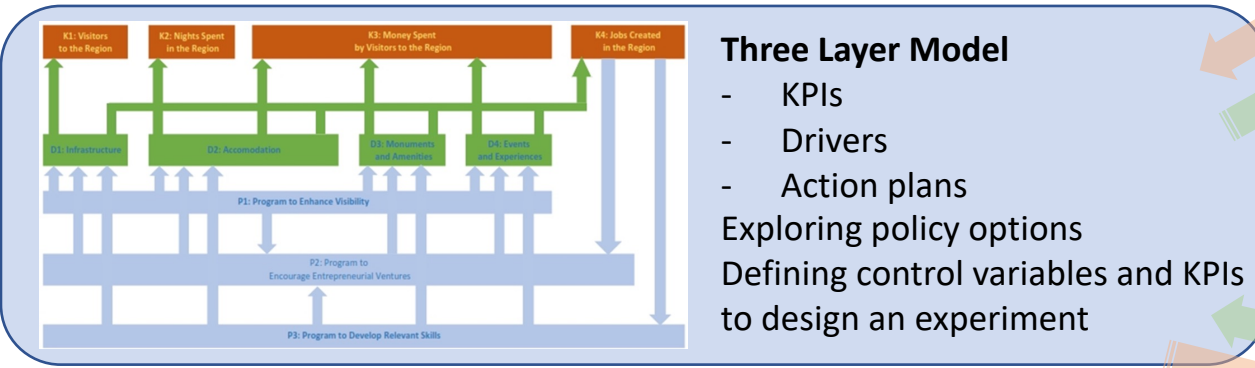 K1: Visitors
to the Region
K2: Nights Spent
in the Region
K3: Money Spent
by Visitors to the Region
K4: Jobs Created
in the Region
D1: Infrastructure
D2: Accomodation
D3: Monuments
and Amenities
D4: Events
and Experiences
P1: Program to Enhance Visibility
P2: Program to
Encourage Entrepreneurial Ventures
P3: Program to Develop Relevant Skills
Three Layer Model
- KPIs
- Drivers
- Action plans
Exploring policy options
Defining control variables and KPIs
to design an experiment